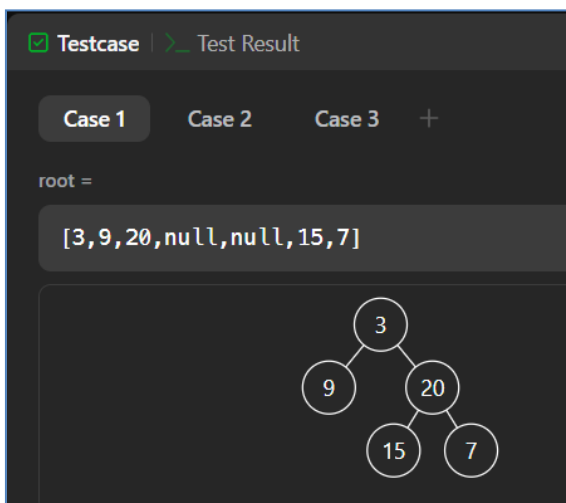 Testcase | >_ Test Result
Case 1 Case 2 Case 3 +
root =
[3,9,20,null,null,15,7]
3
9 20
15 7